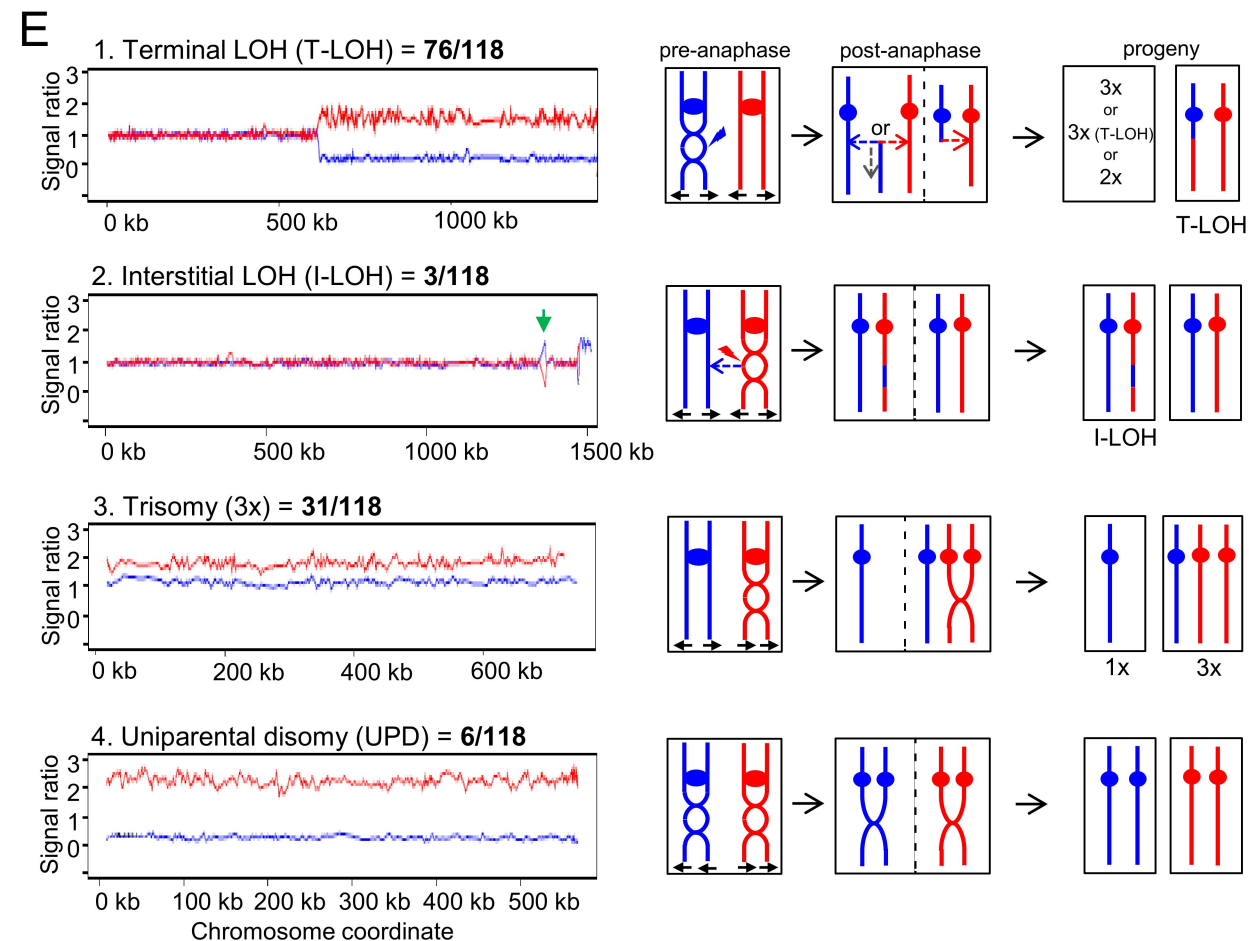 E
1. Terminal LOH (T-LOH) = 76/118
Signal ratio
3
2
1
0
0 kb 500 kb 1000 kb
pre-anaphase
post-anaphase
progeny
or
3x
or
3x (T-LOH)
or
2x
T-LOH
2. Interstitial LOH (I-LOH) = 3/118
Signal ratio
3
2
1
0
0 kb 500 kb 1000 kb 1500 kb
I-LOH
3. Trisomy (3x) = 31/118
Signal ratio
3
2
1
0
0 kb 200 kb 400 kb 600 kb
1x
3x
4. Uniparental disomy (UPD) = 6/118
Signal ratio
3
2
1
0
0 kb 100 kb 200 kb 300 kb 400 kb 500 kb
Chromosome coordinate